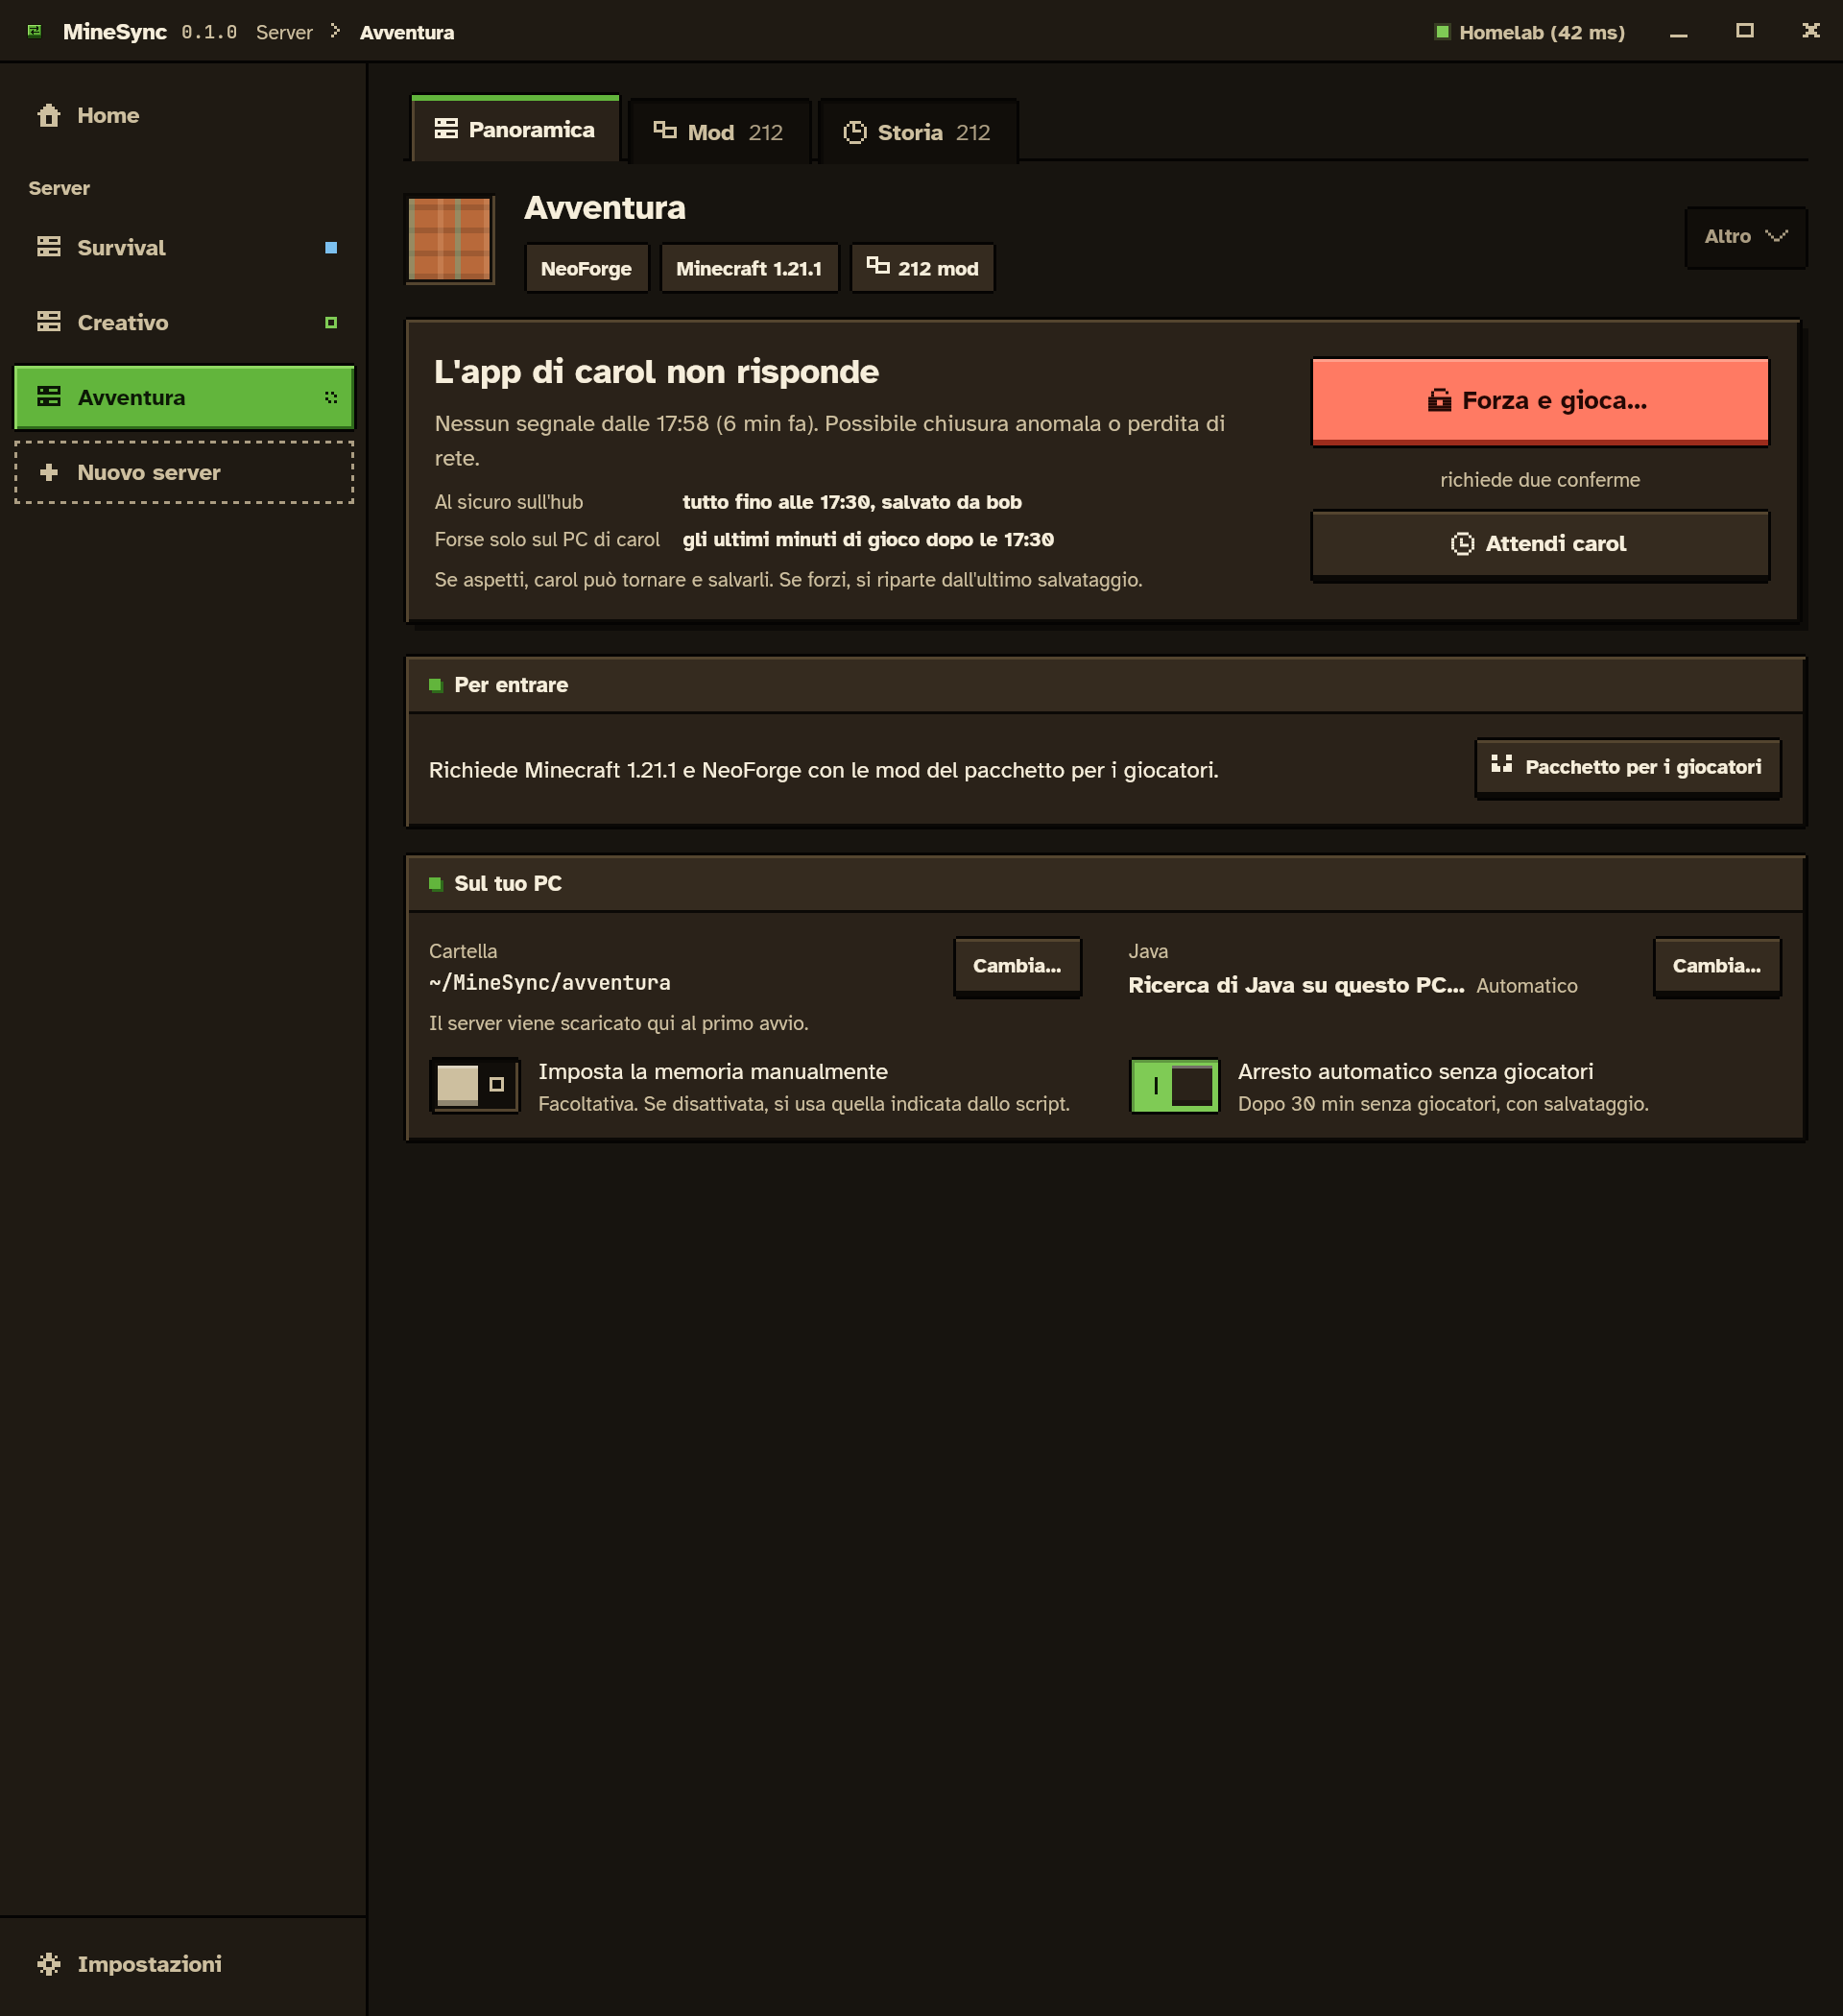 MineSync 0.1.0 Server Avventura
Homelab (42 ms)
Home
Server
Survival
Creativo
Avventura
Nuovo server
Impostazioni
Panoramica
Mod 212
Storia 212
Avventura
NeoForge
Minecraft 1.21.1
212 mod
Altro
L'app di carol non risponde
Nessun segnale dalle 17:58 (6 min fa). Possibile chiusura anomala o perdita di
rete.
Al sicuro sull'hub tutto fino alle 17:30, salvato da bob
Forse solo sul PC di carol gli ultimi minuti di gioco dopo le 17:30
Se aspetti, carol può tornare e salvarli. Se forzi, si riparte dall'ultimo salvataggio.
Forza e gioca...
richiede due conferme
Attendi carol
Per entrare
Richiede Minecraft 1.21.1 e NeoForge con le mod del pacchetto per i giocatori.
Pacchetto per i giocatori
Sul tuo PC
Cartella
~/MineSync/avventura
Cambia...
Il server viene scaricato qui al primo avvio.
Java
Ricerca di Java su questo PC... Automatico
Cambia...
Imposta la memoria manualmente
Facoltativa. Se disattivata, si usa quella indicata dallo script.
Arresto automatico senza giocatori
Dopo 30 min senza giocatori, con salvataggio.